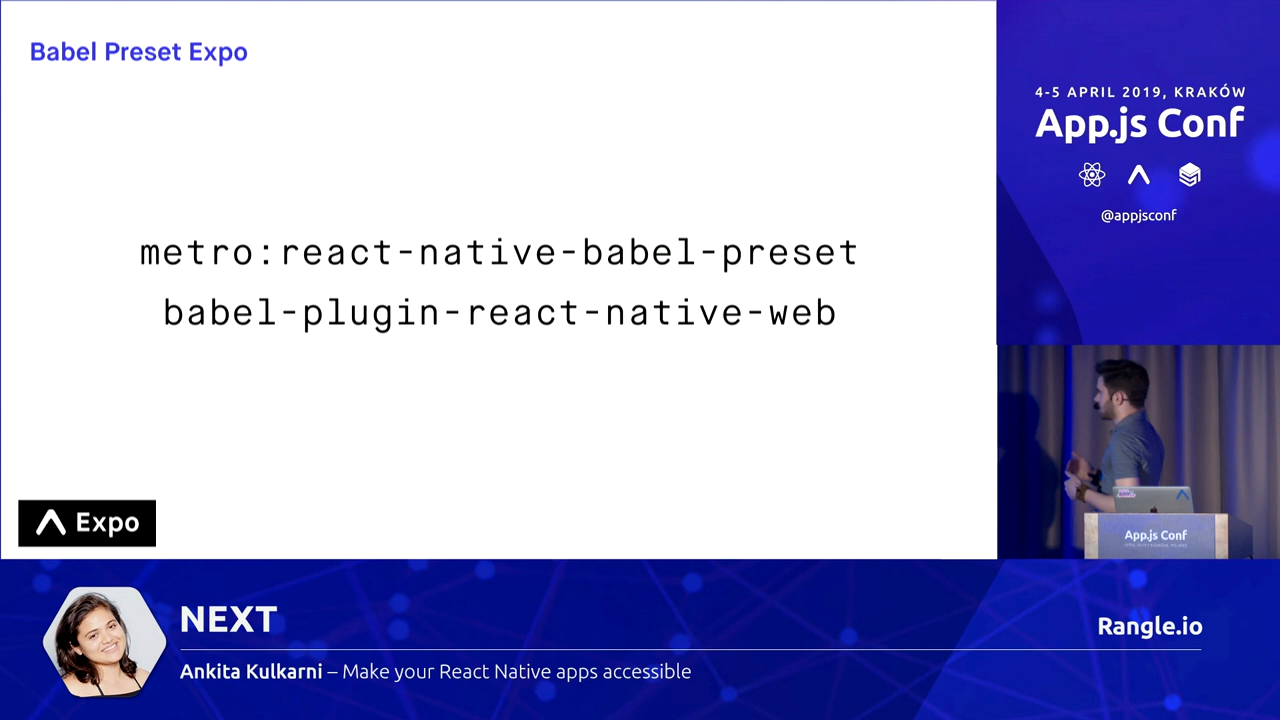 Babel Preset Expo
metro:react-native-babel-preset
babel-plugin-react-native-web
Expo
4-5 APRIL 2019, KRAKÓW
App.js Conf
@appjsconf
App.js Conf
NEXT
Ankita Kulkarni – Make your React Native apps accessible
Rangle.io